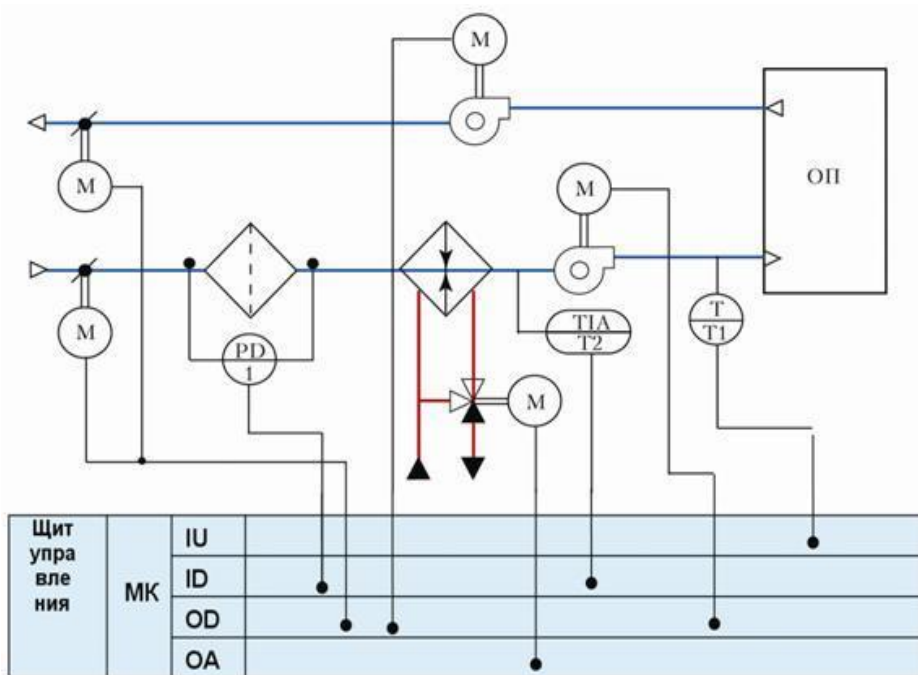 М
М
ОП
М
М
PD
1
TIA
T2
T
T1
М
Щит
упра
вле
ния
МК
IU
ID
OD
OA